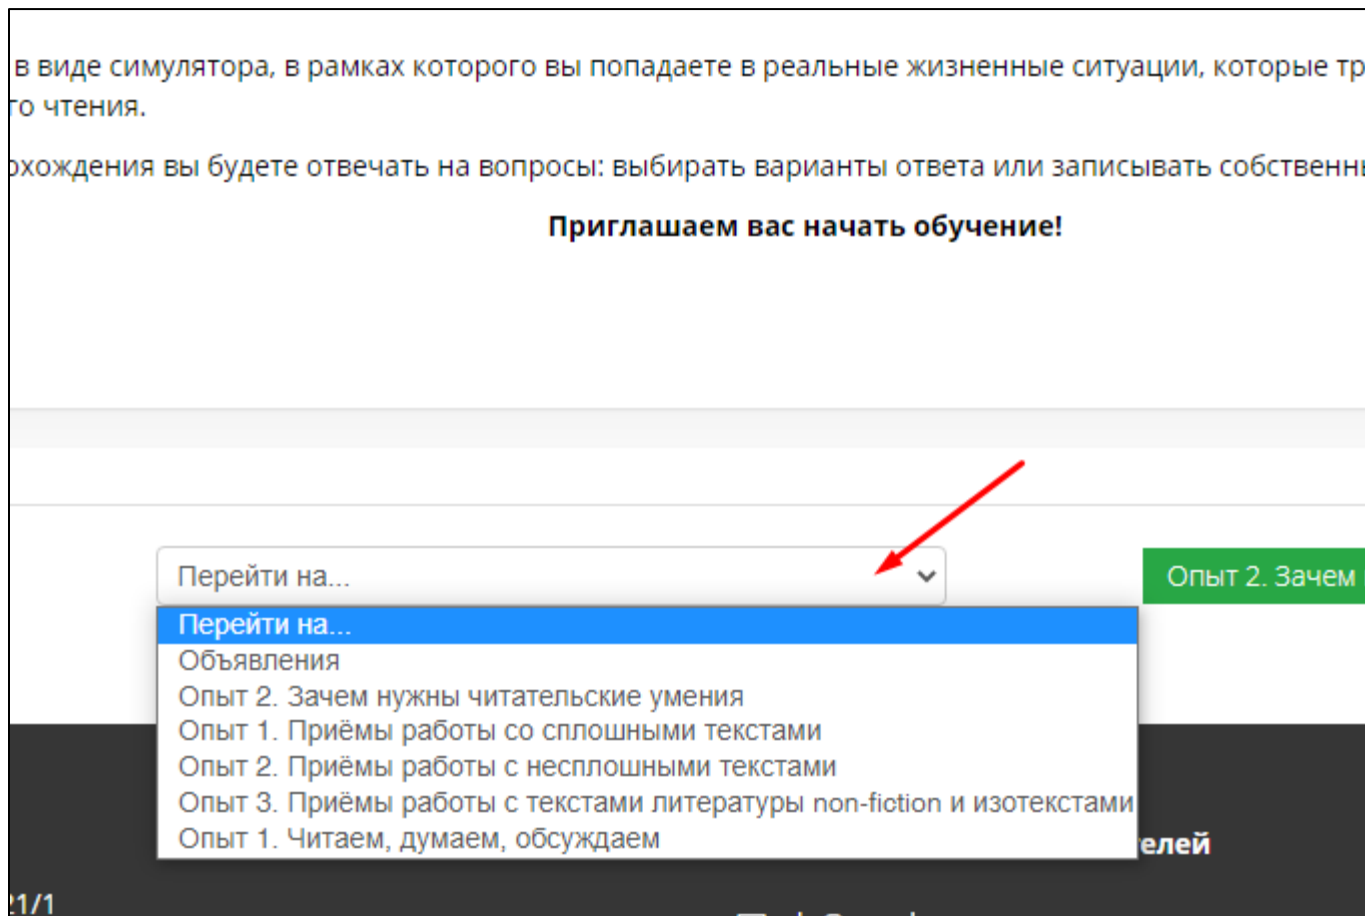 в виде симулятора, в рамках которого вы попадаете в реальные жизненные ситуации, которые тр
го чтения.
охождения вы будете отвечать на вопросы: выбирать варианты ответа или записывать собственны
Приглашаем вас начать обучение!
Перейти на...
Опыт 2. Зачем
Перейти на...
Объявления
Опыт 2. Зачем нужны читательские умения
Опыт 1. Приёмы работы со сплошными текстами
Опыт 2. Приёмы работы с несплошными текстами
Опыт 3. Приёмы работы с текстами литературы non-fiction и изотекстами
Опыт 1. Читаем, думаем, обсуждаем
елей
21/1